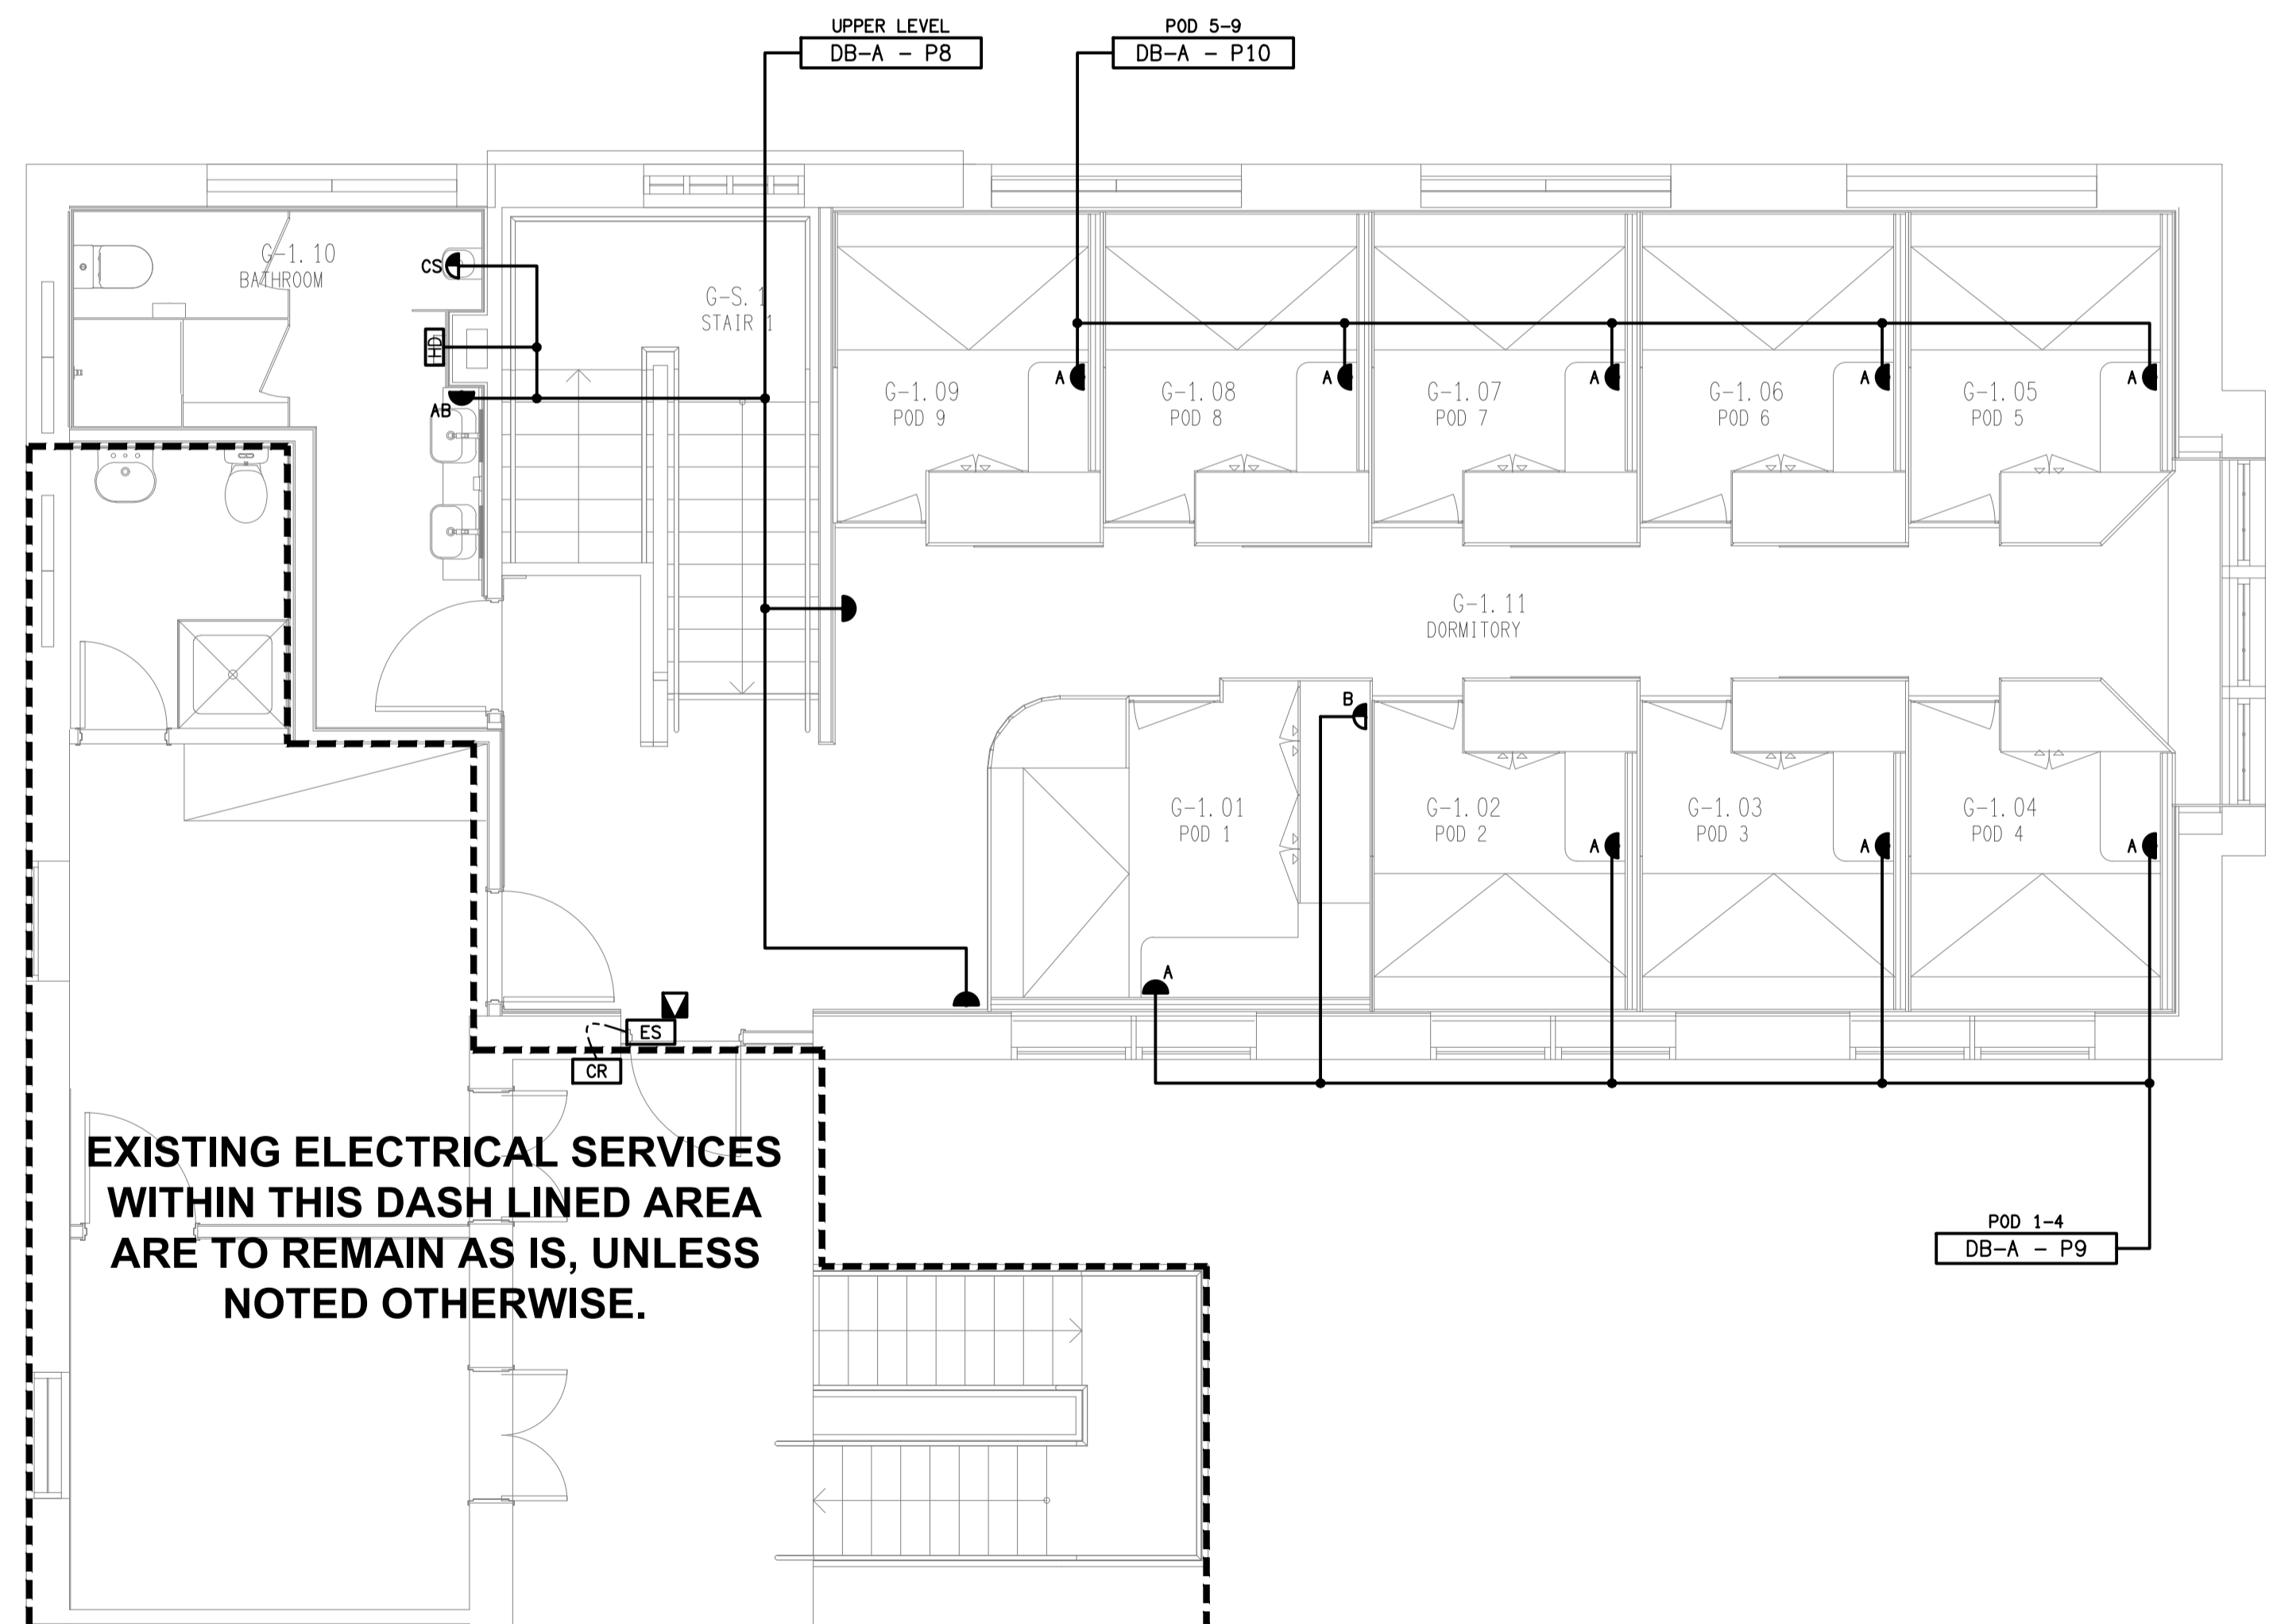 UPPER LEVEL
DB-A - P8
POD 5-9
DB-A - P10
G-1.10
BATHROOM
CS
HD
AB
G-S.1
STAIR 1
A
A
A
A
A
G-1.09
POD 9
G-1.08
POD 8
G-1.07
POD 7
G-1.06
POD 6
G-1.05
POD 5
G-1.11
DORMITORY
B
G-1.01
POD 1
G-1.02
POD 2
G-1.03
POD 3
G-1.04
POD 4
A
A
A
A
ES
CR
EXISTING ELECTRICAL SERVICES
WITHIN THIS DASH LINED AREA
ARE TO REMAIN AS IS, UNLESS
NOTED OTHERWISE.
POD 1-4
DB-A - P9